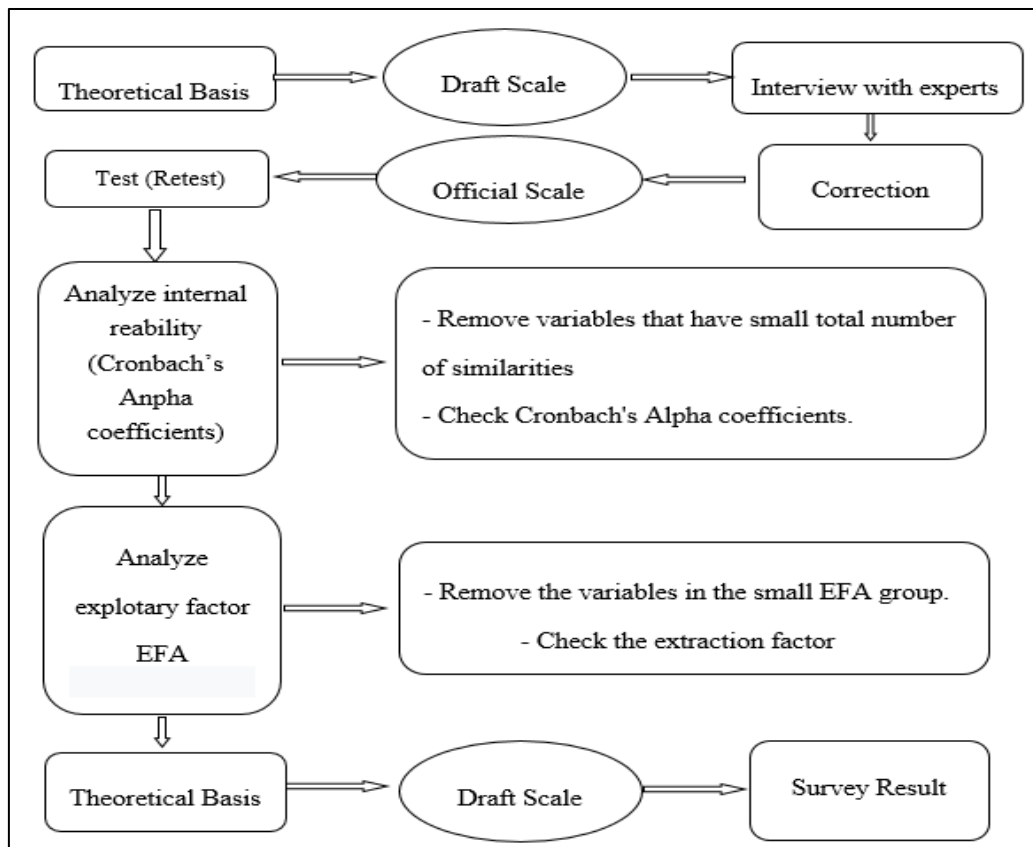 Theoretical Basis
Draft Scale
Interview with experts
Test (Retest)
Official Scale
Correction
Analyze internal
reability
(Cronbach's
Anpha
coefficients)
- Remove variables that have small total number
of similarities
- Check Cronbach's Alpha coefficients.
Analyze
explotary factor
EFA
- Remove the variables in the small EFA group.
- Check the extraction factor
Theoretical Basis
Draft Scale
Survey Result